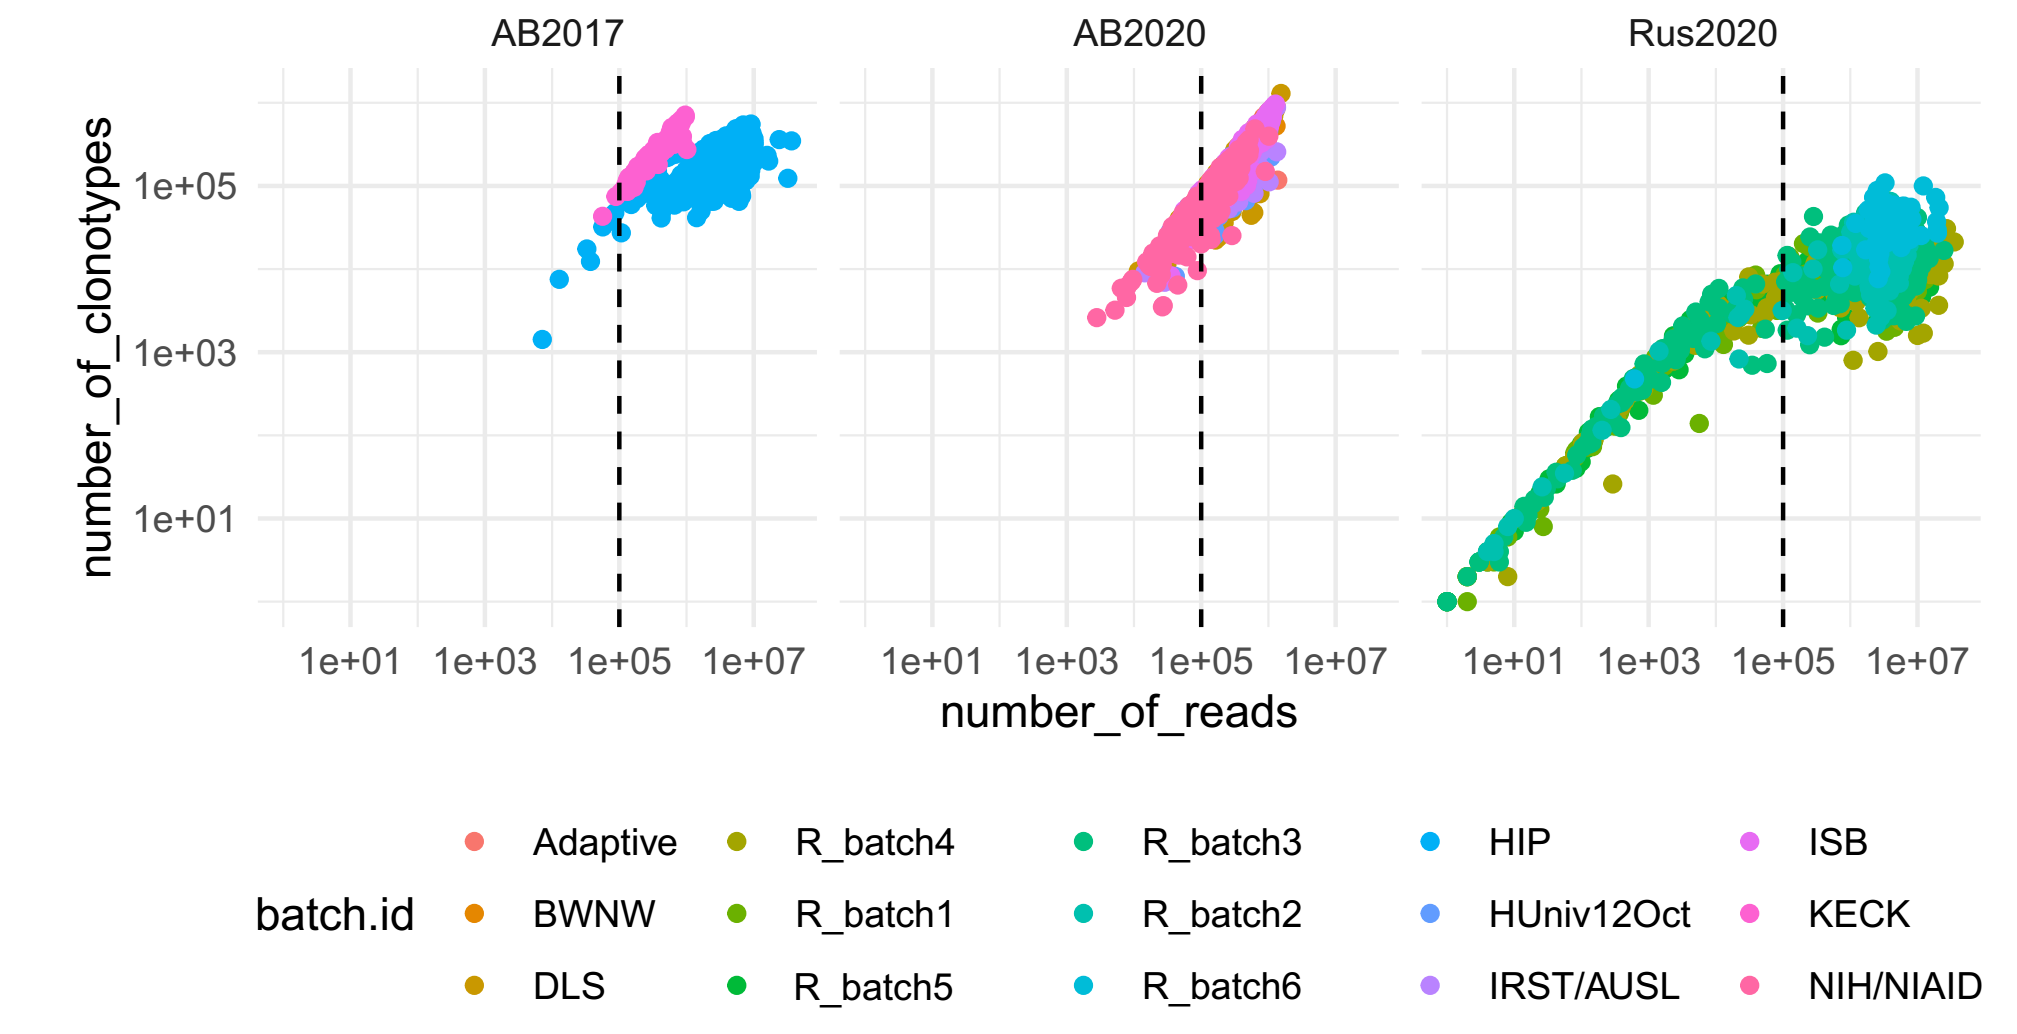 AB2017 AB2020 Rus2020
number_of_clonotypes
1e+05
1e+03
1e+01
1e+01 1e+03 1e+05 1e+07 1e+01 1e+03 1e+05 1e+07 1e+01 1e+03 1e+05 1e+07
number_of_reads
batch.id
Adaptive R_batch4 R_batch3 HIP ISB
BWNW R_batch1 R_batch2 HUniv12Oct KECK
DLS R_batch5 R_batch6 IRST/AUSL NIH/NIAID